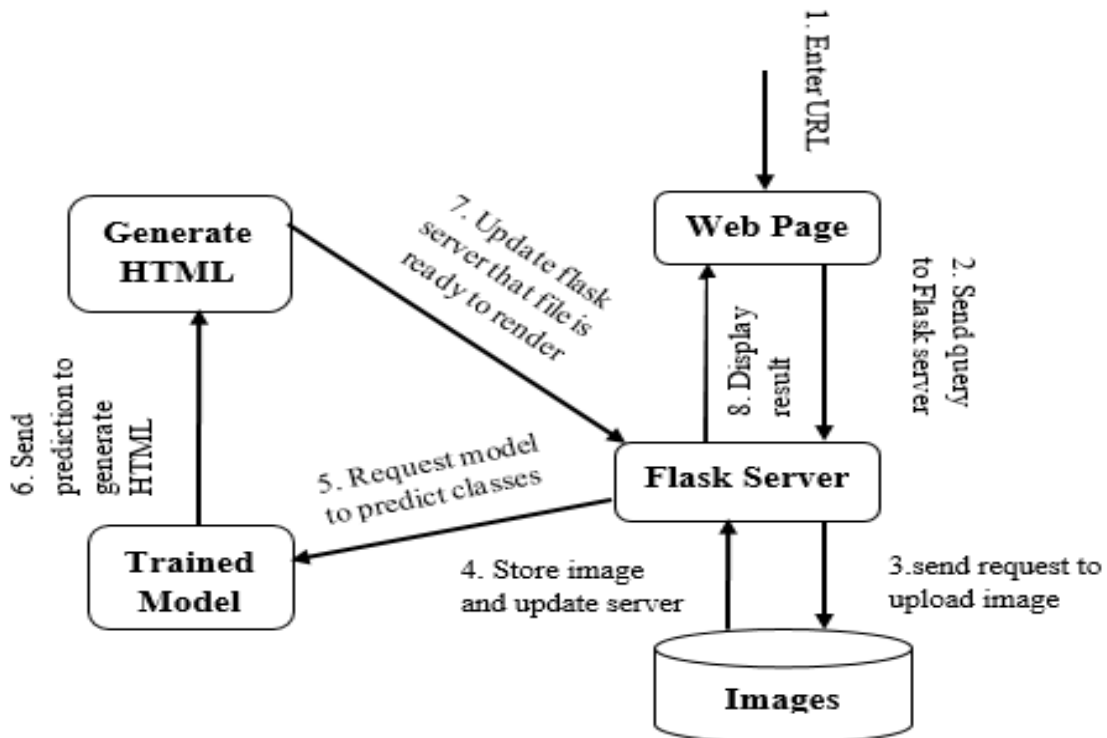 1. Enter URL
Web Page
2. Send query
to Flask server
Flask Server
3.send request to
upload image
Images
4. Store image
and update server
5. Request model
to predict classes
Trained
Model
6. Send
prediction to
generate
HTML
Generate
HTML
7. Update flask
server that file is
ready to render
8. Display
result